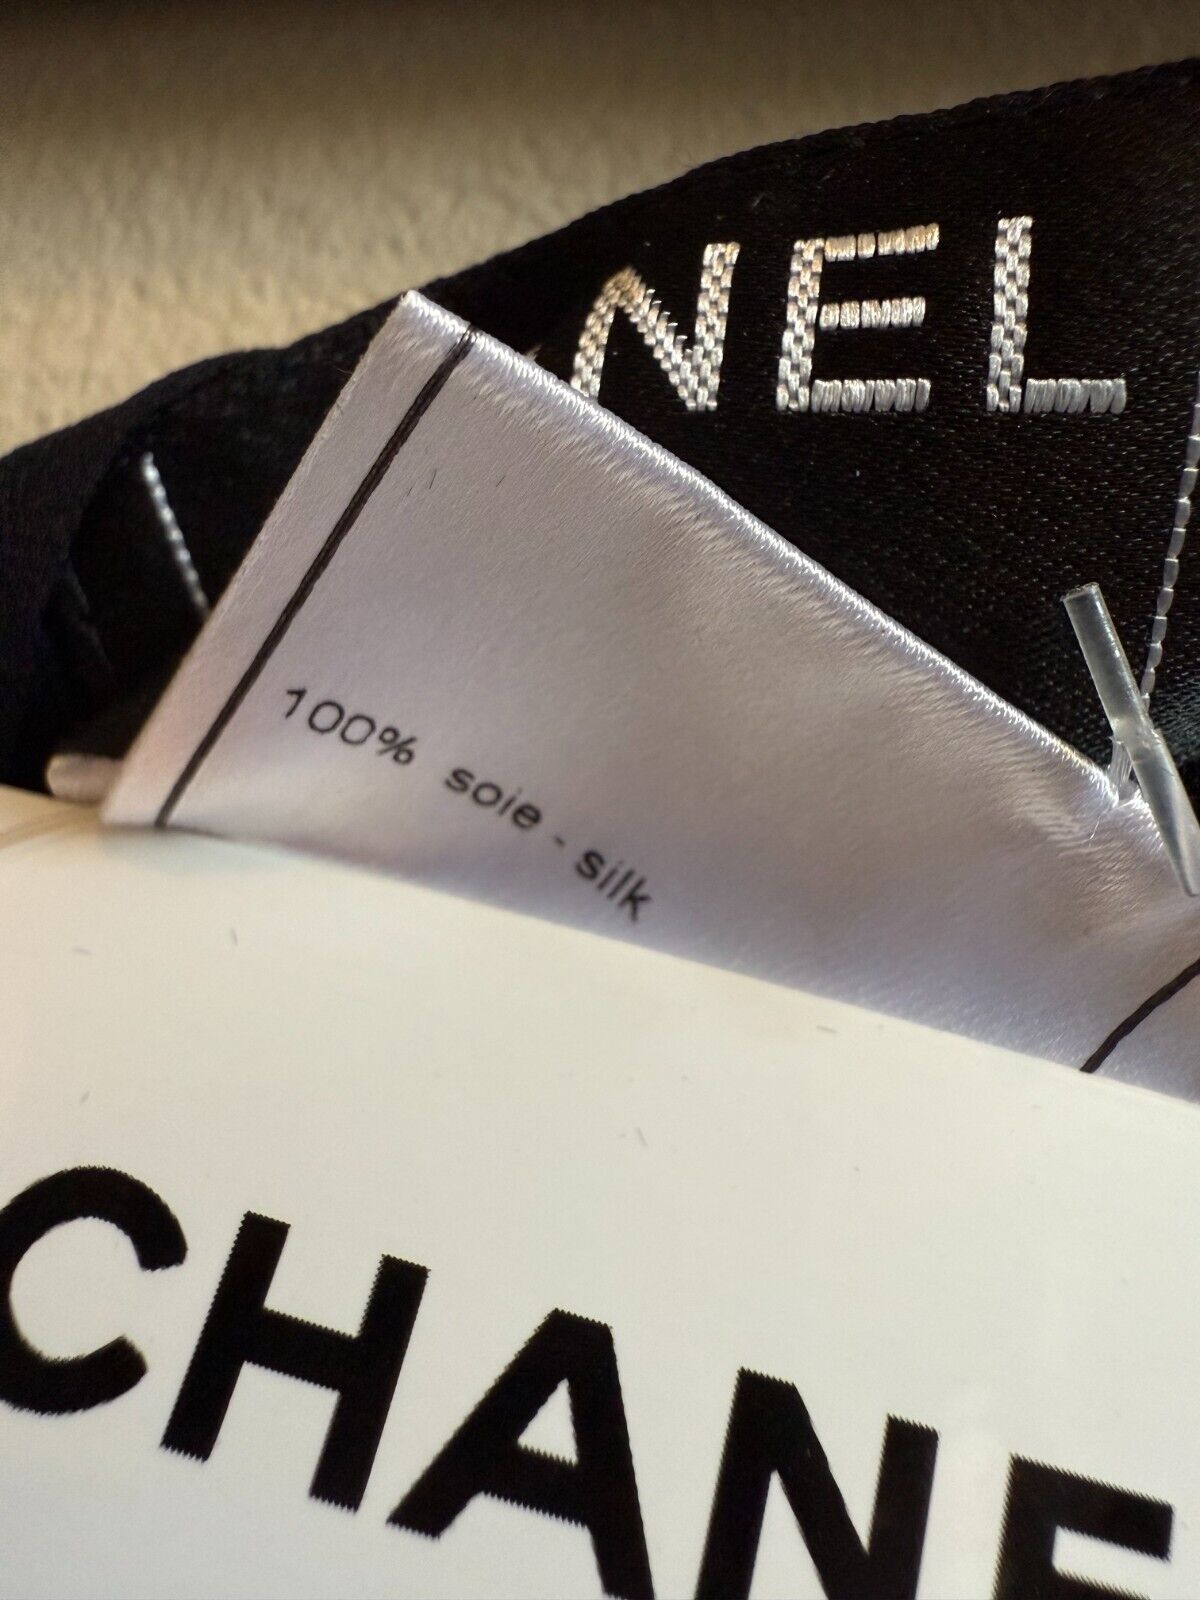 NEL
100% soie - silk
CHANE